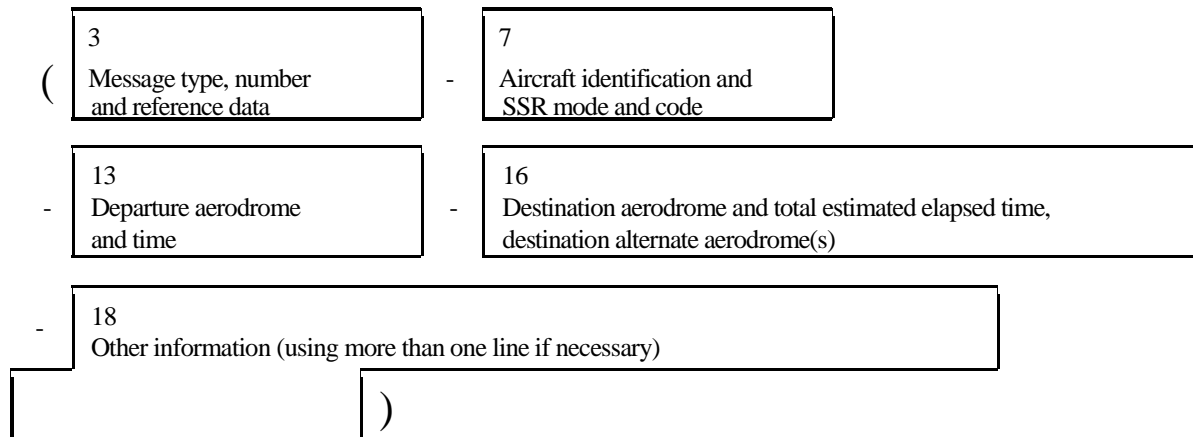 3 7
( Message type, number - Aircraft identification and
and reference data SSR mode and code
13 16
- Departure aerodrome - Destination aerodrome and total estimated elapsed time,
and time destination alternate aerodrome(s)
18
- Other information (using more than one line if necessary)
)